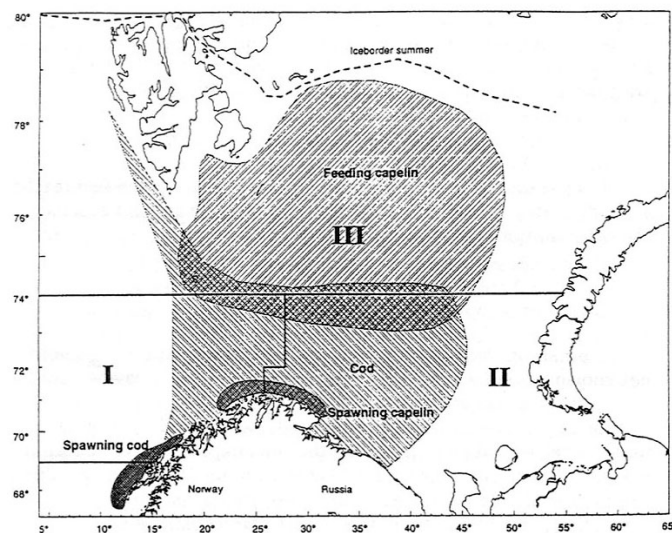 80°
Iceborder summer
78°
Feeding capelin
76°
III
74°
72°
Cod
I
II
Spawning capelin
70°
Spawning cod
68°
Norway
Russia
5°
10°
15°
20°
25°
30°
35°
40°
45°
50°
54°
60°
65